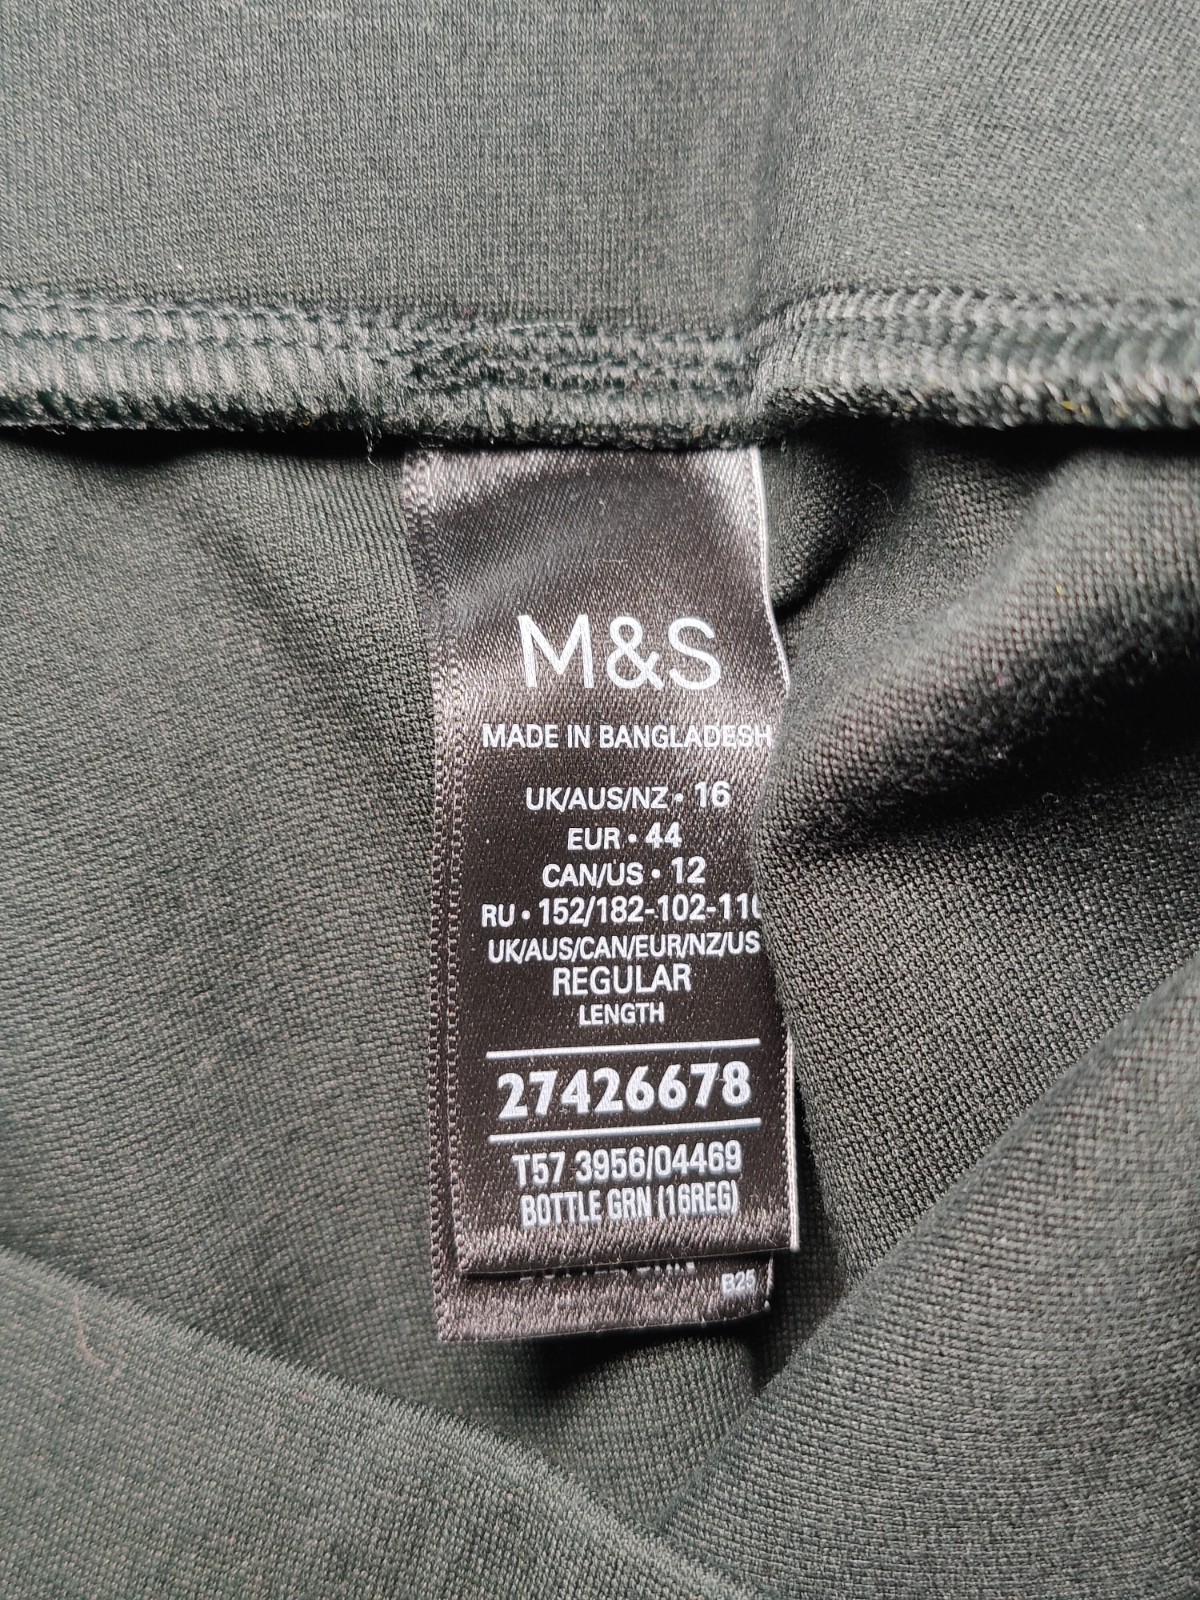 M&S
MADE IN BANGLADESH
UK/AUS/NZ • 16
EUR • 44
CAN/US • 12
RU • 152/182-102-110
UK/AUS/CAN/EUR/NZ/US
REGULAR
LENGTH
27426678
T57 3956/04469
BOTTLE GRN (16REG)
B25